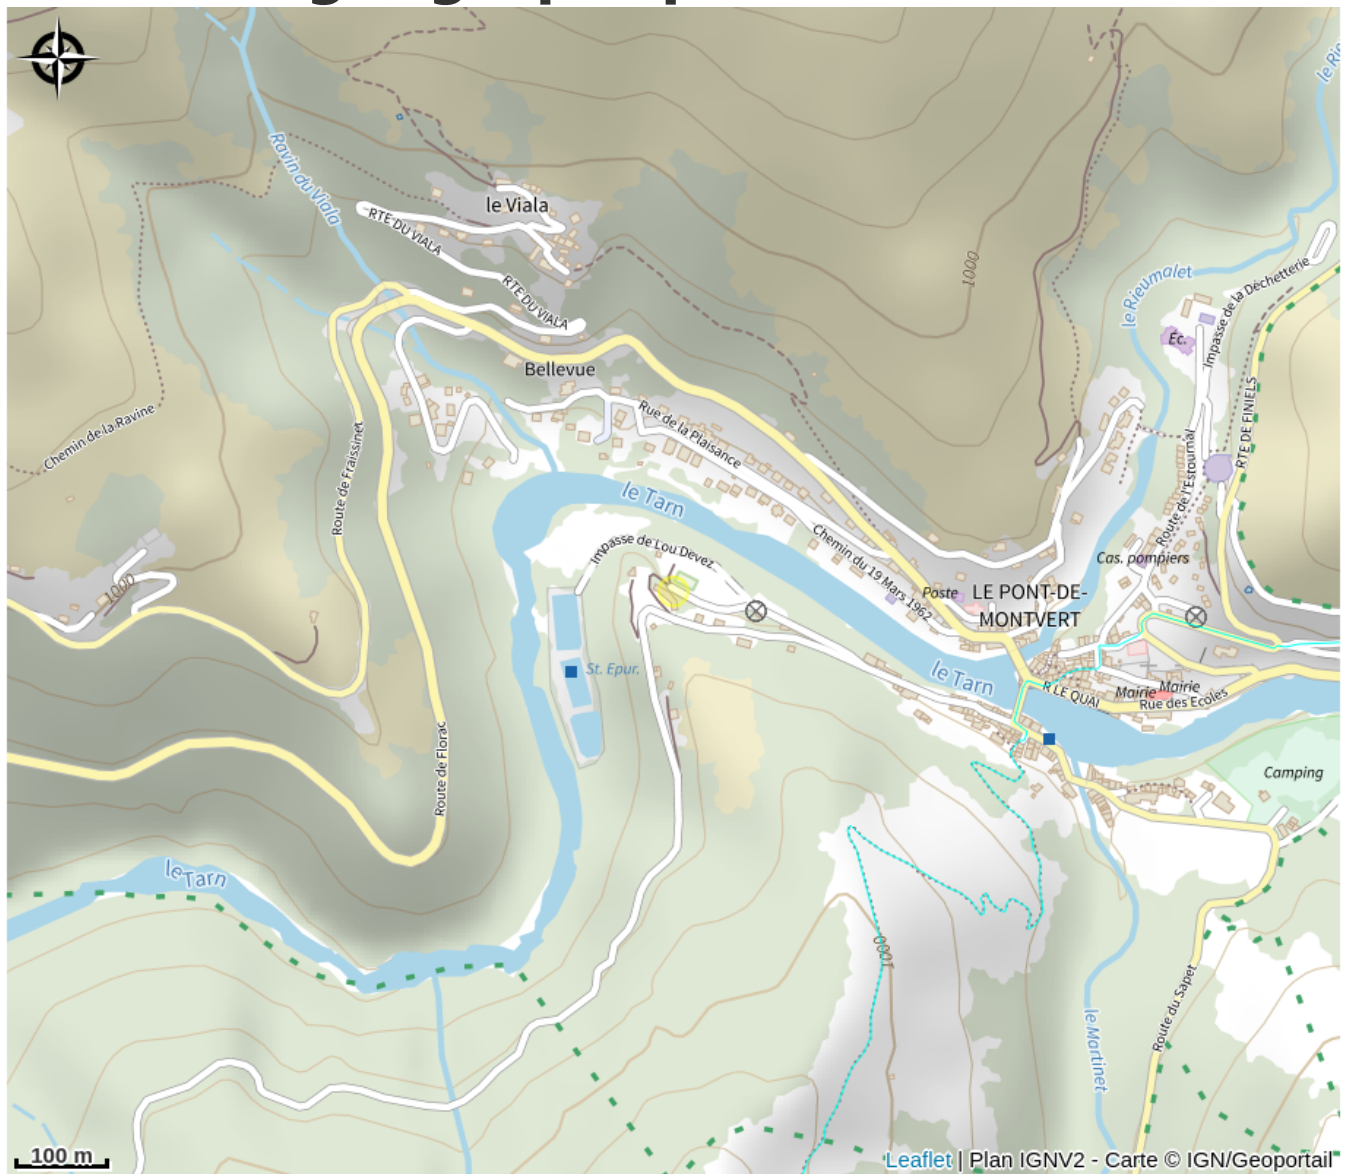 le Viala
Ravin du Viala
RTE DU VIALA
RTE DU VIALA
1000
le Rieumalet
Impasse de la Déchetterie
Éc.
Bellevue
RTE DE FINIELS
Chemin de la Ravine
Route de Fraissinet
Rue de la Plaisance
Route de l'Estournal
le Tarn
Impasse de Lou Devez
Chemin du 19 Mars 1962
Cas. pompiers
1000
Poste
LE PONT-DE-
MONTVERT
St. Epur.
le Tarn
R LE QUAI
Mairie
Mairie
Rue des Ecoles
Route de Florac
Camping
le Tarn
1000
Route du Sapet
le Martinet
100 m
Leaflet | Plan IGNV2 - Carte © IGN/Geoportail